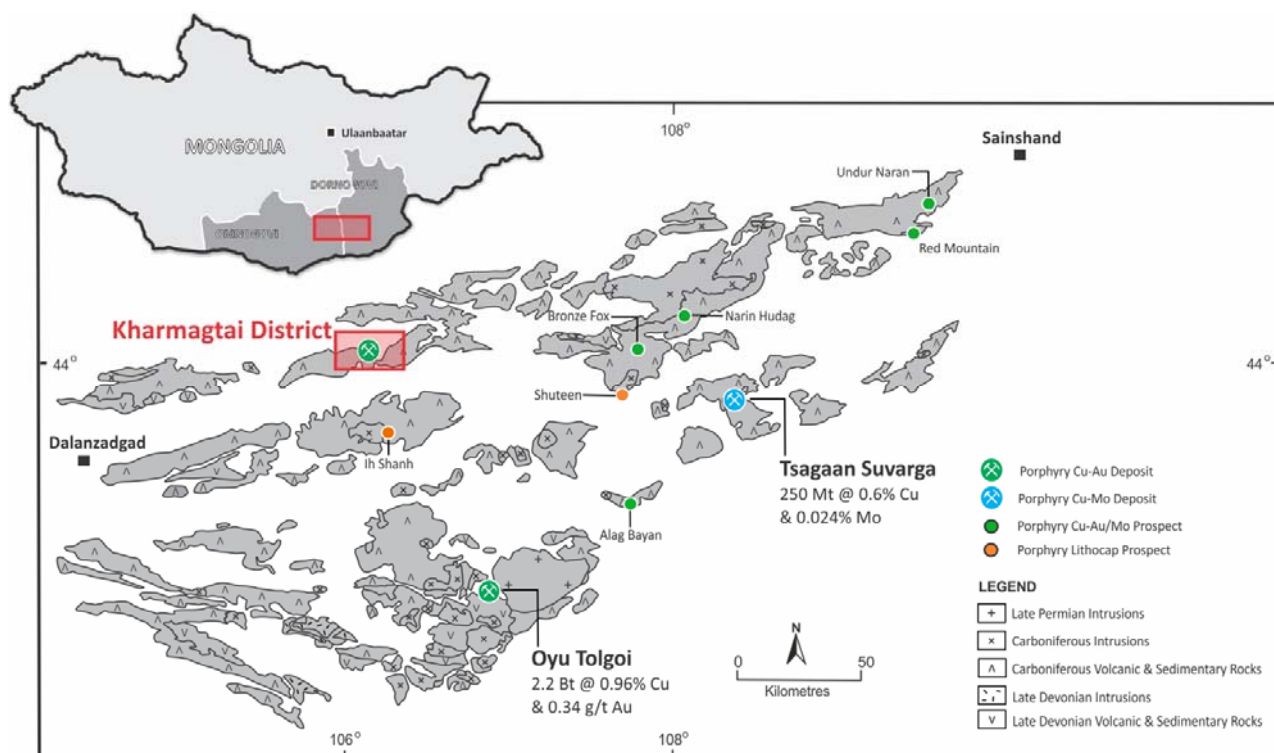 Ulaanbaatar
MONGOLIA
DORNOGOVI
OMNOGOVI
108°
Sainshand
Undur Naran
Red Mountain
Kharmagtai District
Bronze Fox
Narin Hudag
44°
44°
Shuteen
Dalanzadgad
Ih Shanh
Tsagaan Suvarga
250 Mt @ 0.6% Cu
& 0.024% Mo
Alag Bayan
Porphyry Cu-Au Deposit
Porphyry Cu-Mo Deposit
Porphyry Cu-Au/Mo Prospect
Porphyry Lithocap Prospect
LEGEND
Late Permian Intrusions
Carboniferous Intrusions
Carboniferous Volcanic & Sedimentary Rocks
Late Devonian Intrusions
Late Devonian Volcanic & Sedimentary Rocks
N
0 50
Kilometres
Oyu Tolgoi
2.2 Bt @ 0.96% Cu
& 0.34 g/t Au
106°
108°